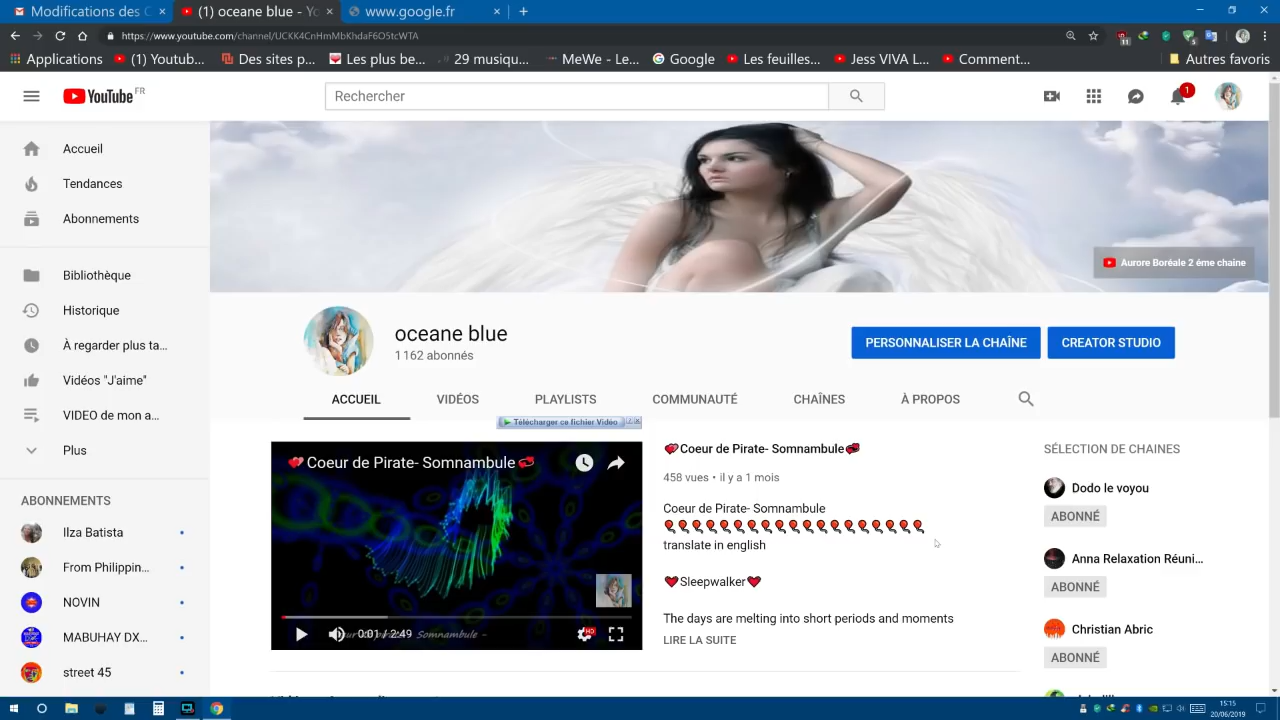 Modifications des C
(1) oceane blue - Yo
www.google.fr
https://www.youtube.com/channel/UCKK4CnHmMbKhdaF6O5tcWTA
Applications
(1) Youtub...
Des sites p...
Les plus be...
29 musiqu...
MeWe - Le...
Google
Les feuilles...
Jess VIVA L...
Comment...
Autres favoris
11
5
YouTube FR
Rechercher
1
Accueil
Tendances
Abonnements
Bibliothèque
Historique
À regarder plus ta...
Vidéos "J'aime"
VIDEO de mon a...
Plus
ABONNEMENTS
Ilza Batista
From Philippin...
NOVIN
MABUHAY DX...
street 45
Aurore Boréale 2 éme chaine
oceane blue
1 162 abonnés
PERSONNALISER LA CHAÎNE
CREATOR STUDIO
ACCUEIL
VIDÉOS
PLAYLISTS
COMMUNAUTÉ
CHAÎNES
À PROPOS
Télécharger ce fichier Vidéo
Coeur de Pirate- Somnambule
0:01 / 2:49
Somnambule -
HD
Coeur de Pirate- Somnambule
458 vues • il y a 1 mois
Coeur de Pirate- Somnambule
translate in english
Sleepwalker
The days are melting into short periods and moments
LIRE LA SUITE
SÉLECTION DE CHAINES
Dodo le voyou
ABONNÉ
Anna Relaxation Réuni...
ABONNÉ
Christian Abric
ABONNÉ
15:15
20/06/2019